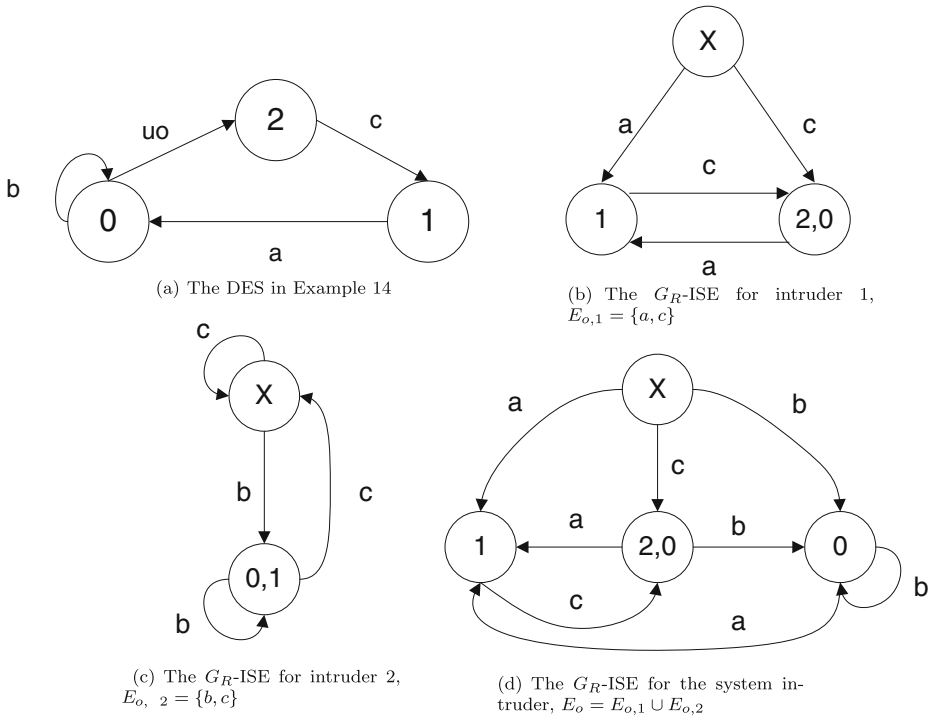 X
2
uo
c
a
c
b
c
0
1
1
2,0
a
a
(a) The DES in Example 14
(b) The G_R-ISE for intruder 1,
E_{o,1} = {a, c}
c
X
X
a
b
b
c
c
a
b
1
2,0
0
0,1
b
c
b
a
(c) The G_R-ISE for intruder 2,
E_{o, 2} = {b, c}
(d) The G_R-ISE for the system in-
truder, E_o = E_{o,1} ∪ E_{o,2}